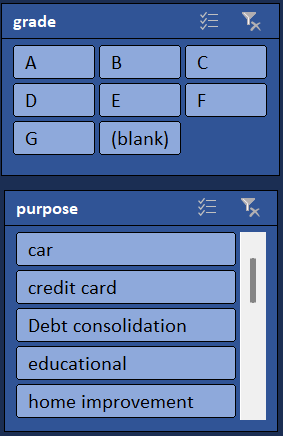 grade
A B C
D E F
G (blank)
purpose
car
credit card
Debt consolidation
educational
home improvement